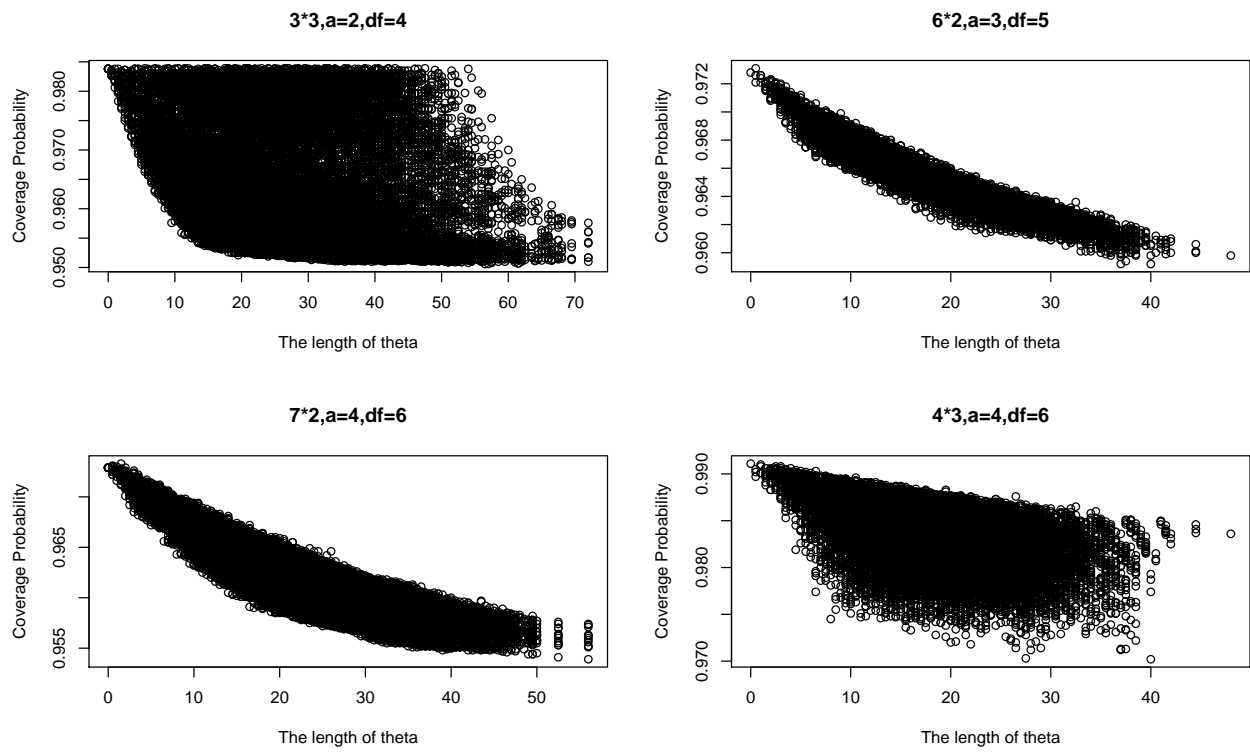 3*3,a=2,df=4
Coverage Probability
0.980
0.970
0.960
0.950
0 10 20 30 40 50 60 70
The length of theta
6*2,a=3,df=5
Coverage Probability
0.972
0.968
0.964
0.960
0 10 20 30 40
The length of theta
7*2,a=4,df=6
Coverage Probability
0.965
0.955
0 10 20 30 40 50
The length of theta
4*3,a=4,df=6
Coverage Probability
0.990
0.980
0.970
0 10 20 30 40
The length of theta